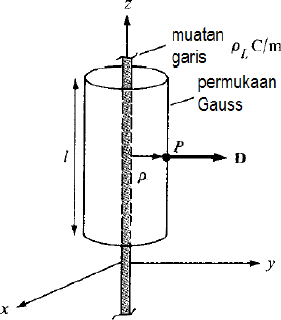 z
muatan
garis
ρL C/m
permukaan
Gauss
l
P
D
ρ
x
y